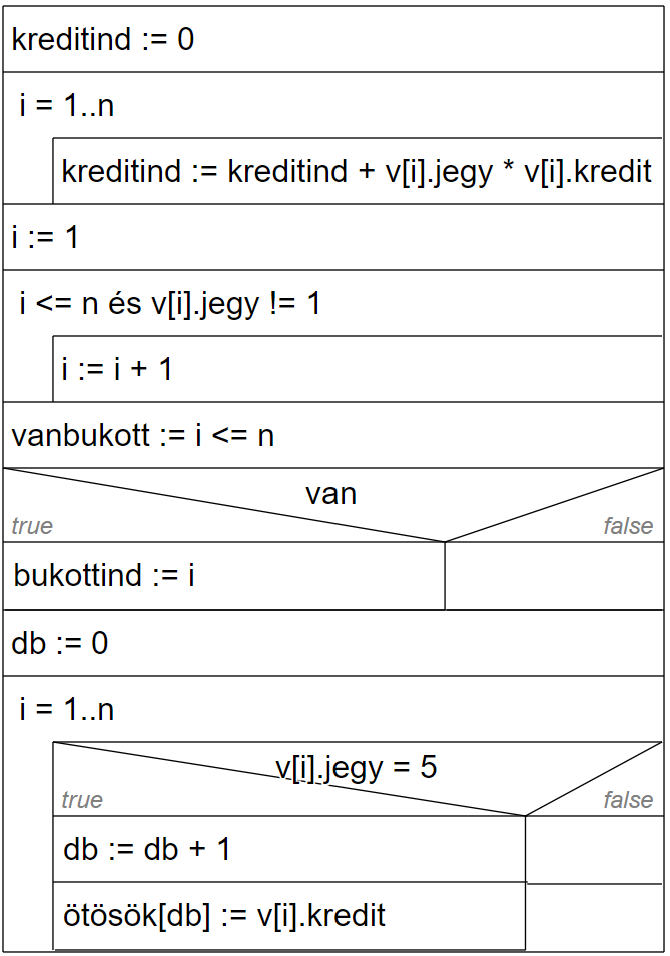 kreditind := 0
i = 1..n
kreditind := kreditind + v[i].jegy * v[i].kredit
i := 1
i <= n és v[i].jegy != 1
i := i + 1
vanbukott := i <= n
van
true
false
bukottind := i
db := 0
i = 1..n
v[i].jegy = 5
true
false
db := db + 1
ötösök[db] := v[i].kredit